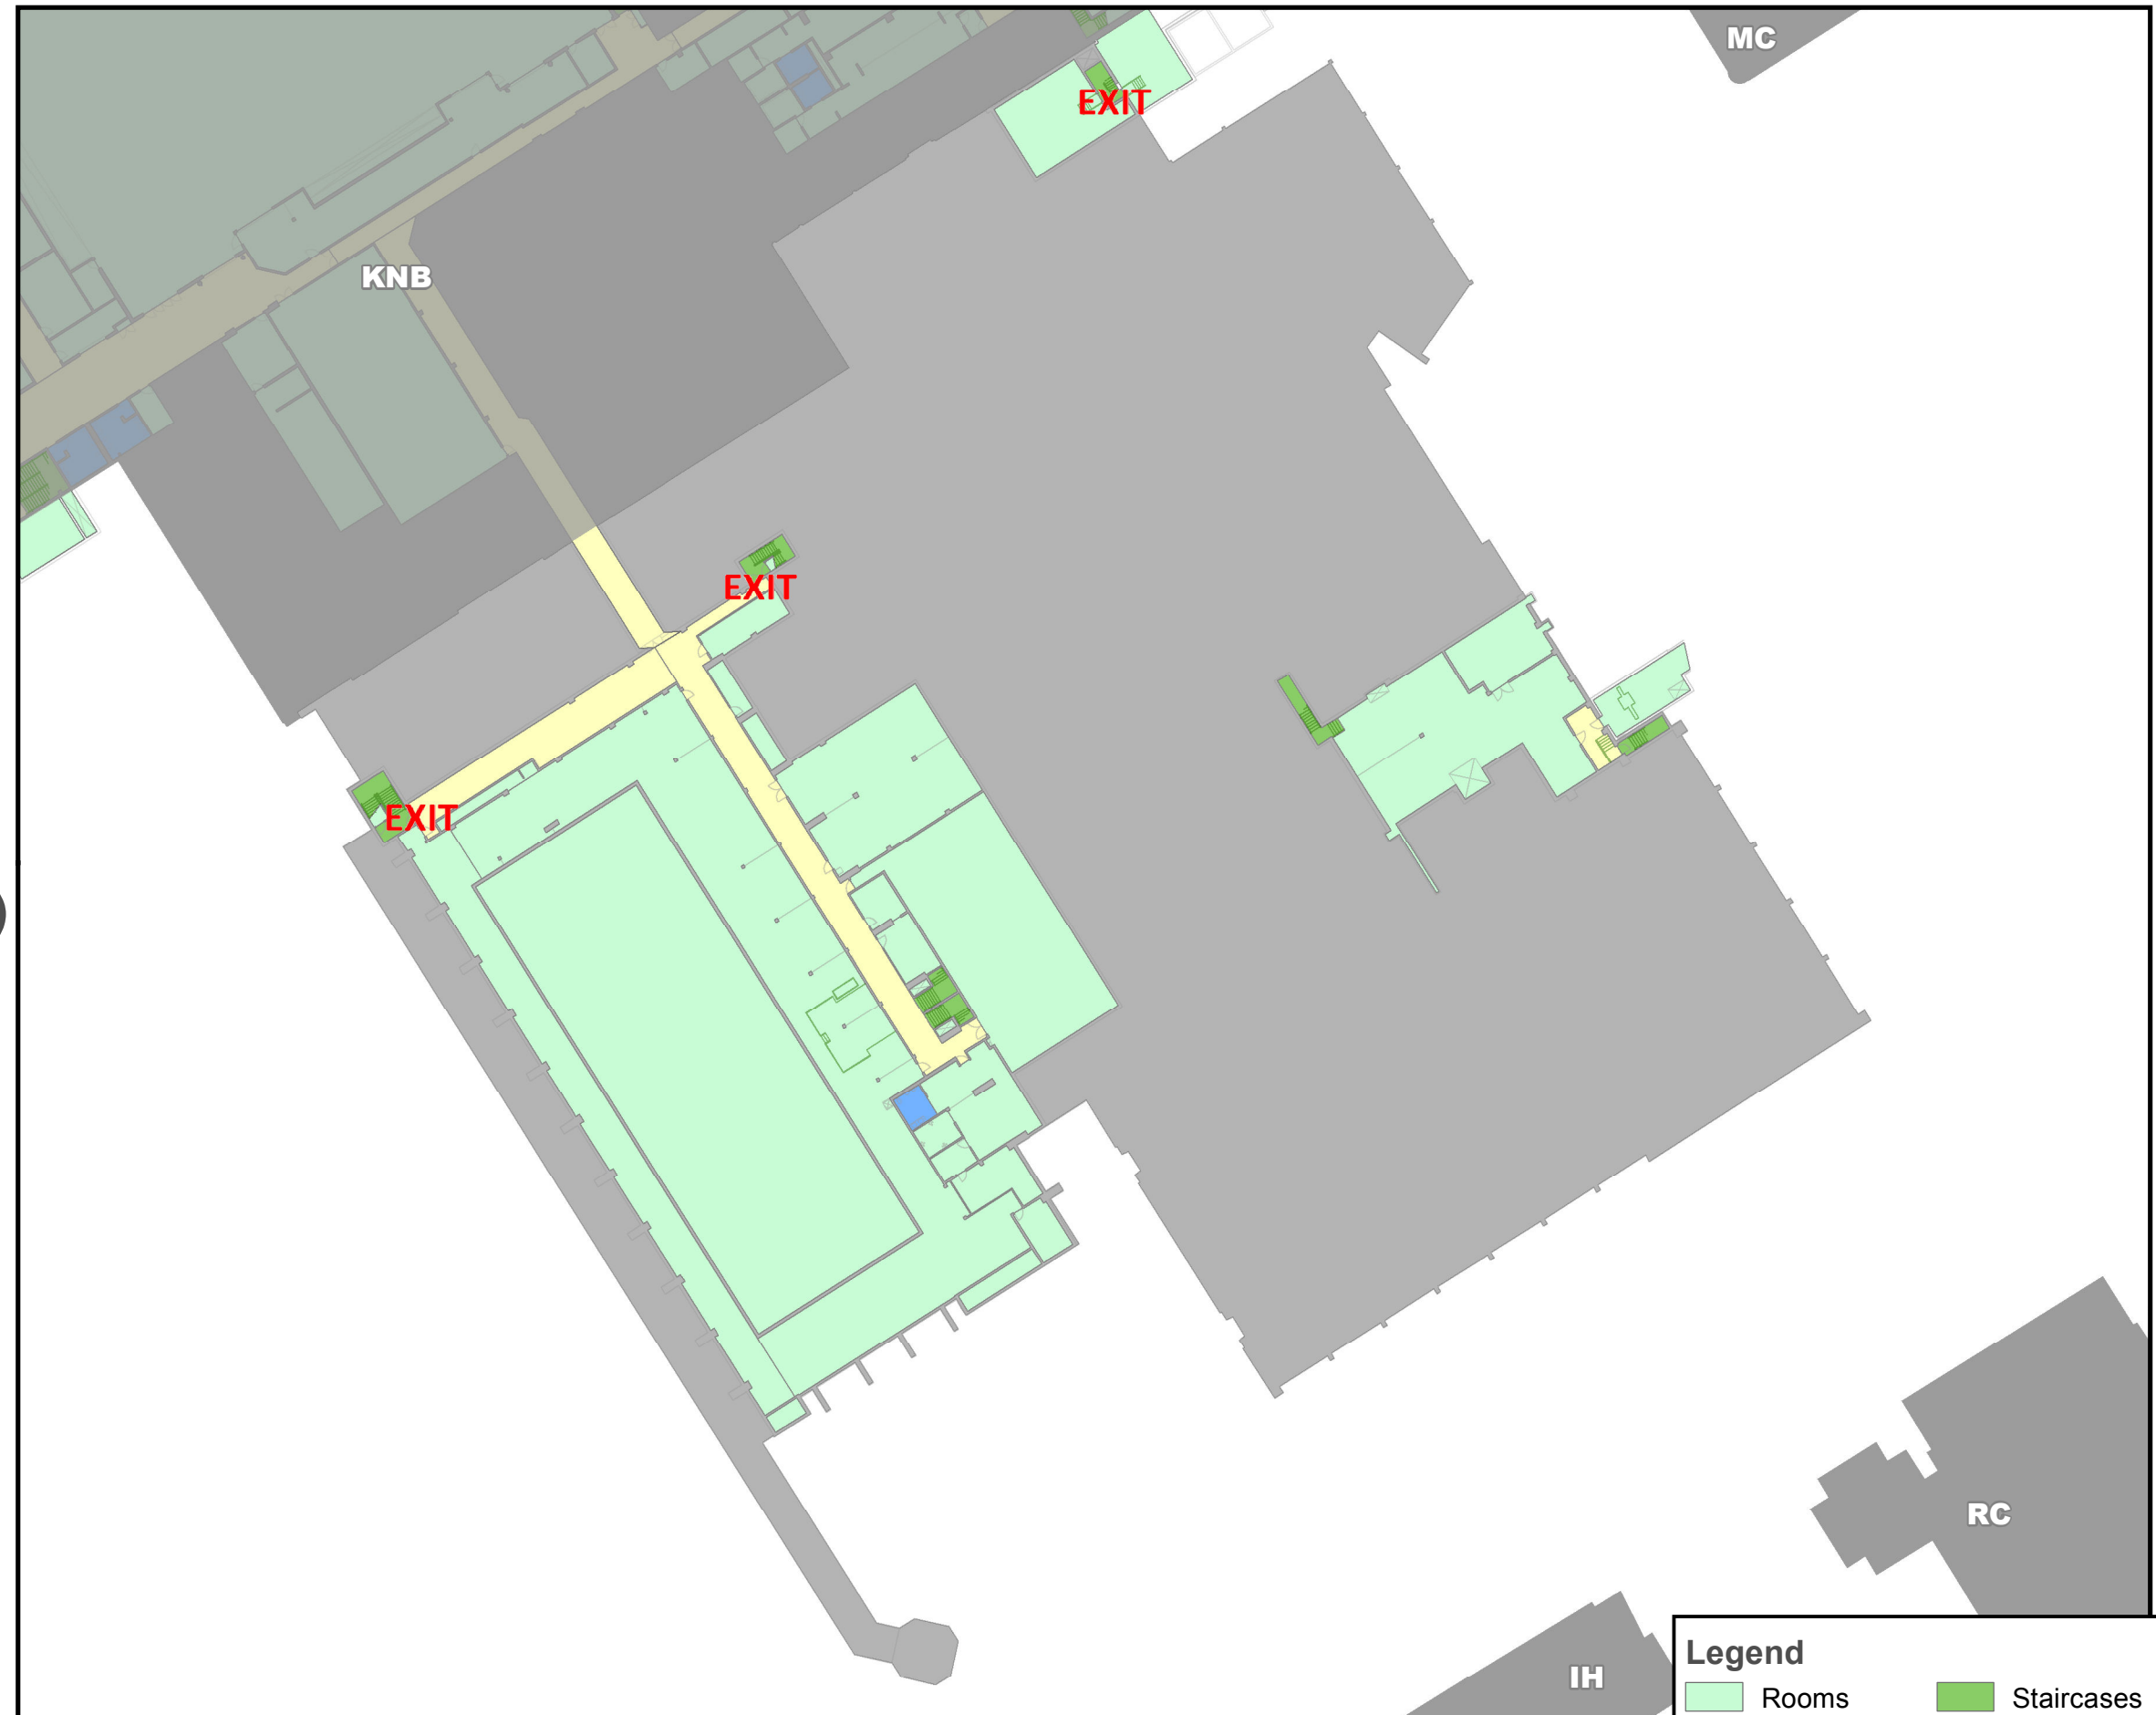 MC
EXIT
KNB
EXIT
EXIT
RC
IH
Legend
Rooms
Staircases